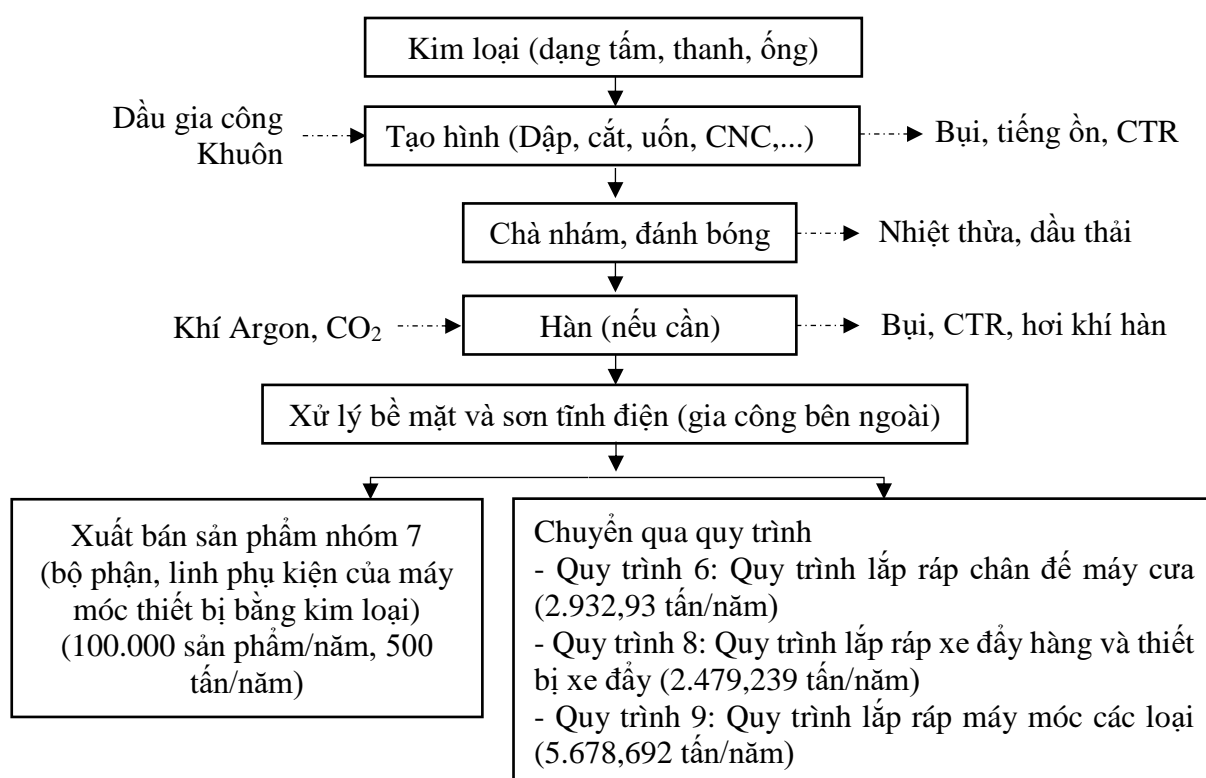 Kim loại (dạng tấm, thanh, ống)
Dầu gia công
Khuôn
Tạo hình (Dập, cắt, uốn, CNC,...)
Bụi, tiếng ồn, CTR
Chà nhám, đánh bóng
Nhiệt thừa, dầu thải
Khí Argon, CO₂
Hàn (nếu cần)
Bụi, CTR, hơi khí hàn
Xử lý bề mặt và sơn tĩnh điện (gia công bên ngoài)
Xuất bán sản phẩm nhóm 7
(bộ phận, linh phụ kiện của máy
móc thiết bị bằng kim loại)
(100.000 sản phẩm/năm, 500
tấn/năm)
Chuyển qua quy trình
- Quy trình 6: Quy trình lắp ráp chân đế máy cưa
(2.932,93 tấn/năm)
- Quy trình 8: Quy trình lắp ráp xe đẩy hàng và thiết
bị xe đẩy (2.479,239 tấn/năm)
- Quy trình 9: Quy trình lắp ráp máy móc các loại
(5.678,692 tấn/năm)